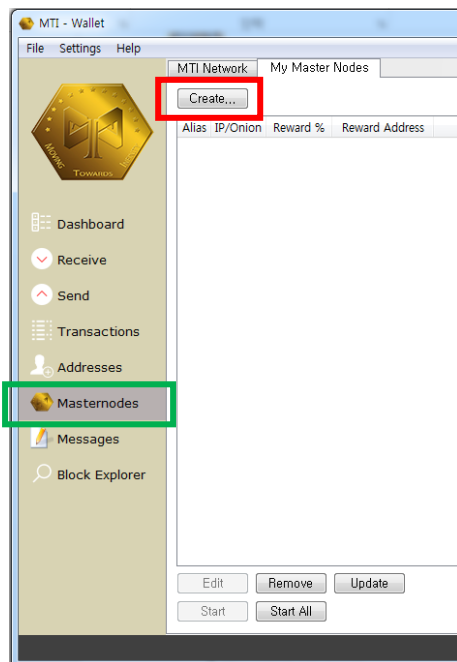 MTI - Wallet
File Settings Help
MTI Network My Master Nodes
Create,,,
Alias IP/Onion Reward % Reward Address
MOVING TOWARDS
Dashboard
Receive
Send
Transactions
Addresses
Masternodes
Messages
Block Explorer
Edit Remove Update
Start Start All